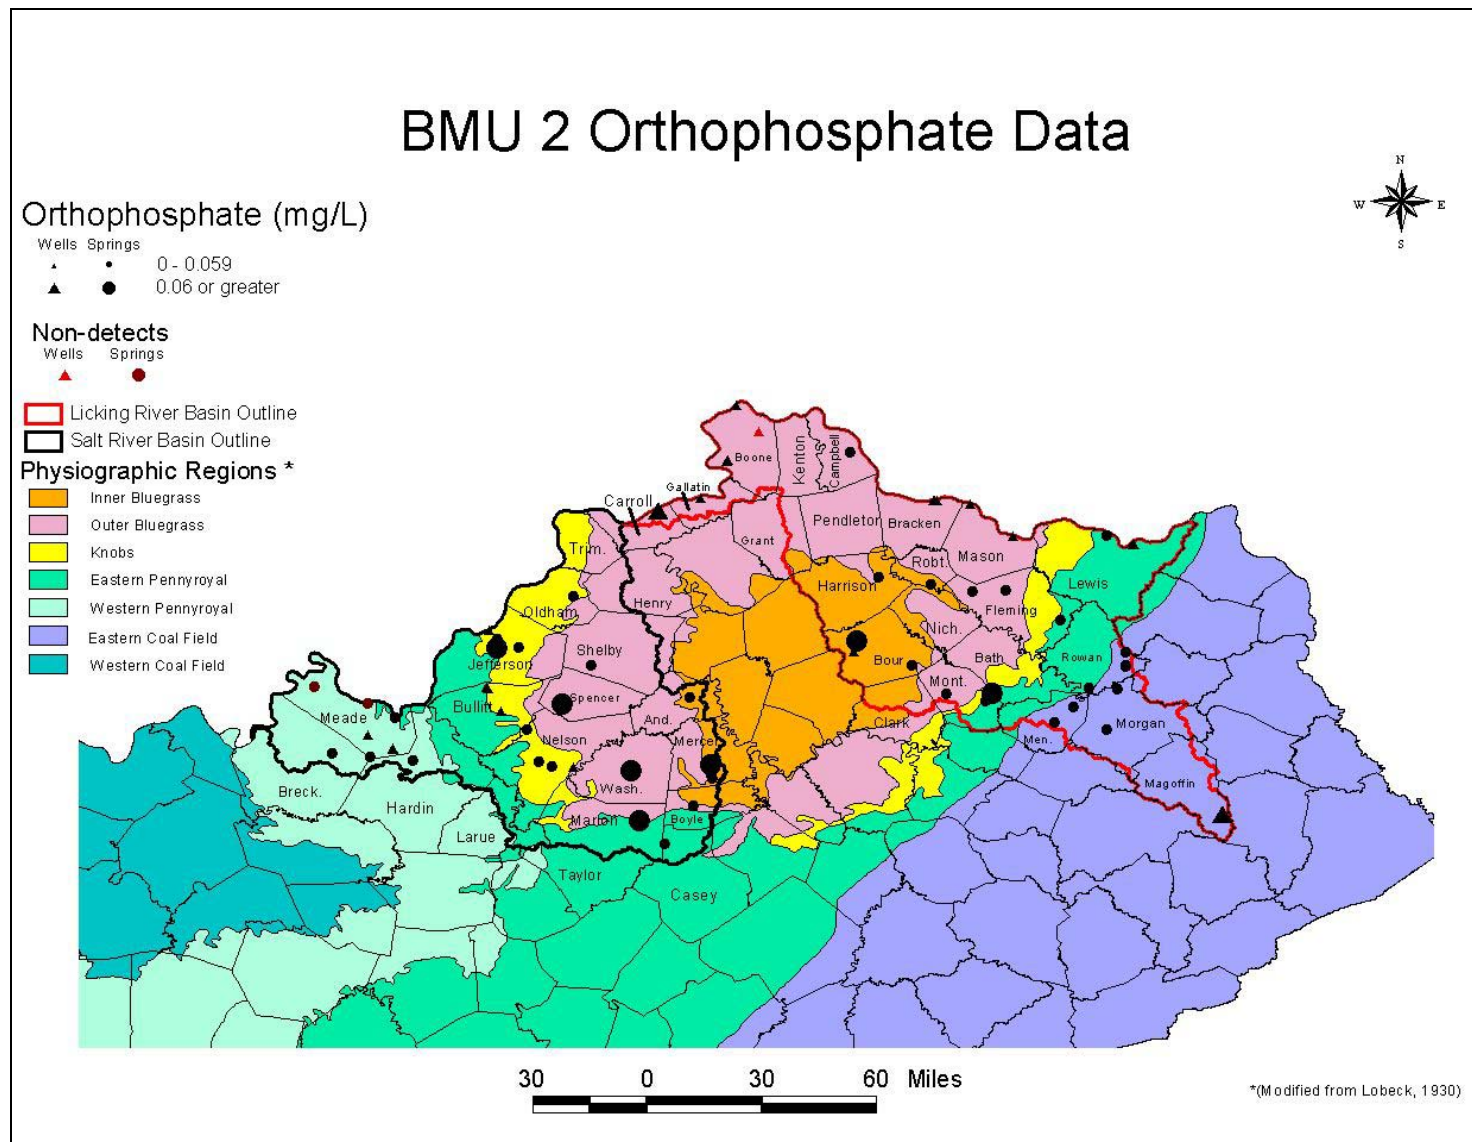 BMU 2 Orthophosphate Data
N
W E
S
Orthophosphate (mg/L)
Wells Springs
0 - 0.059
0.06 or greater
Non-detects
Wells Springs
Licking River Basin Outline
Salt River Basin Outline
Physiographic Regions *
Inner Bluegrass
Outer Bluegrass
Knobs
Eastern Pennyroyal
Western Pennyroyal
Eastern Coal Field
Western Coal Field
Boone
Kenton
Campbell
Gallatin
Carroll
Grant
Pendleton
Bracken
Trim.
Robt.
Mason
Harrison
Lewis
Oldham
Henry
Fleming
Nich.
Shelby
Jefferson
Bour
Bath
Rowan
Spencer
Mont.
Bullitt
Meade
And.
Clark
Morgan
Nelson
Mercer
Men.
Wash.
Magoffin
Breck.
Hardin
Marion
Boyle
Larue
Taylor
Casey
30 0 30 60 Miles
*(Modified from Lobeck, 1930)